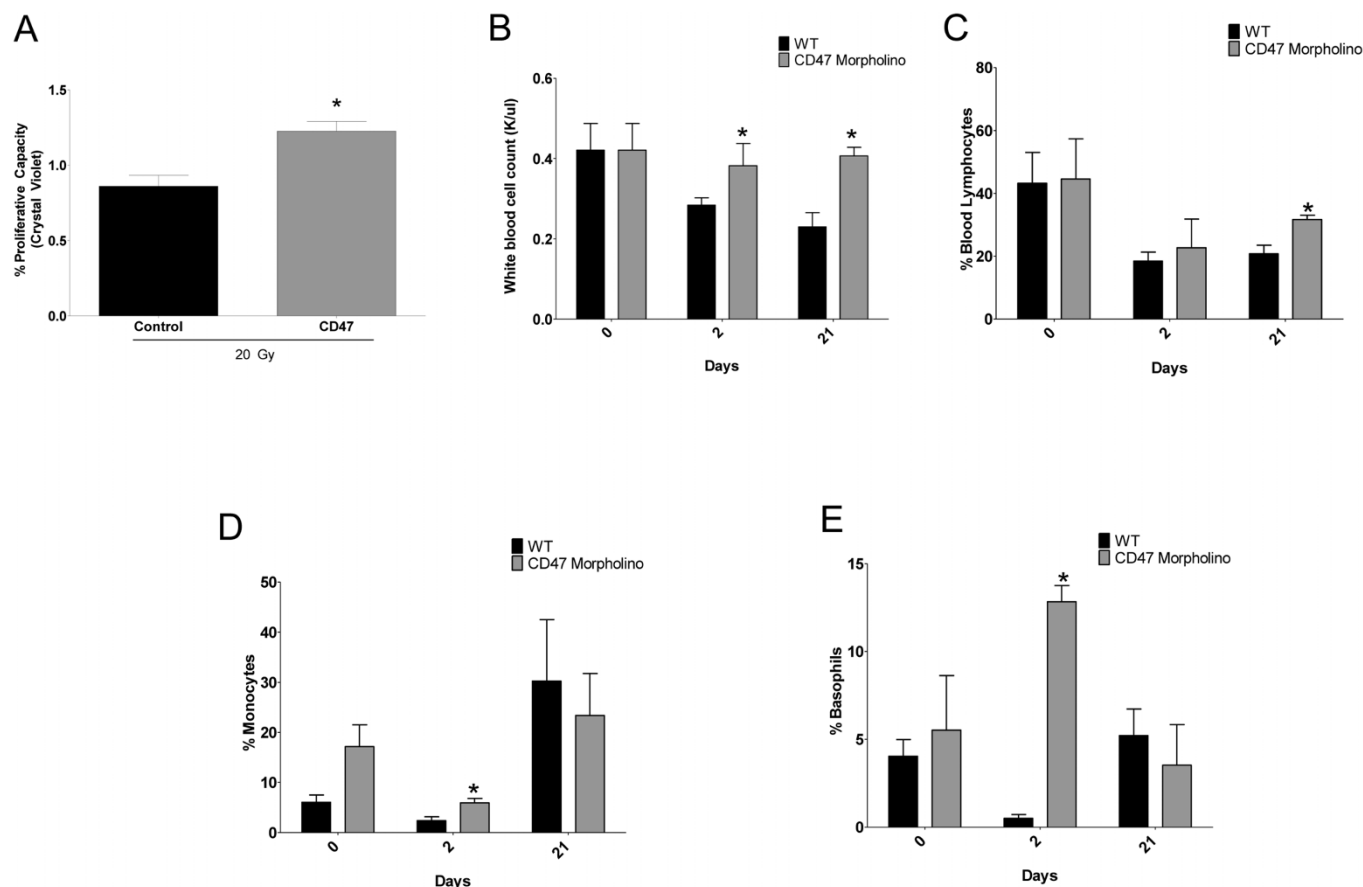 A
% Proliferative Capacity
(Crystal Violet)
1.5
1.0
0.5
0.0
*
Control
CD47
20 Gy
B
WT
CD47 Morpholino
White blood cell count (K/ul)
0.6
0.4
0.2
0.0
*
*
0
2
21
Days
C
WT
CD47 Morpholino
% Blood Lymphocytes
80
60
40
20
0
*
0
2
21
Days
D
WT
CD47 Morpholino
% Monocytes
50
40
30
20
10
0
*
0
2
21
Days
E
WT
CD47 Morpholino
% Basophils
15
10
5
0
*
0
2
21
Days